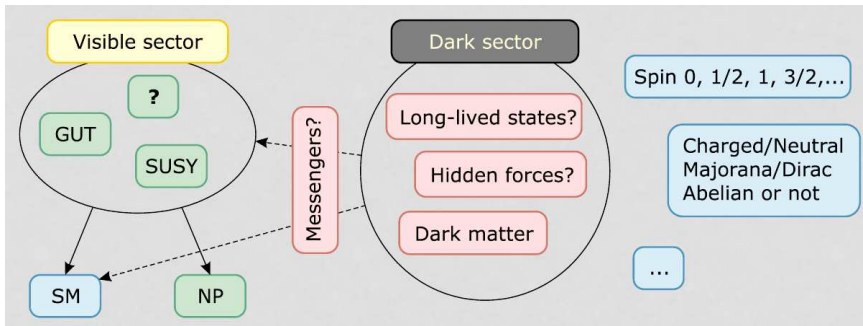 Visible sector
?
GUT
SUSY
SM
NP
Messengers?
Dark sector
Long-lived states?
Hidden forces?
Dark matter
Spin 0, 1/2, 1, 3/2,...
Charged/Neutral
Majorana/Dirac
Abelian or not
...